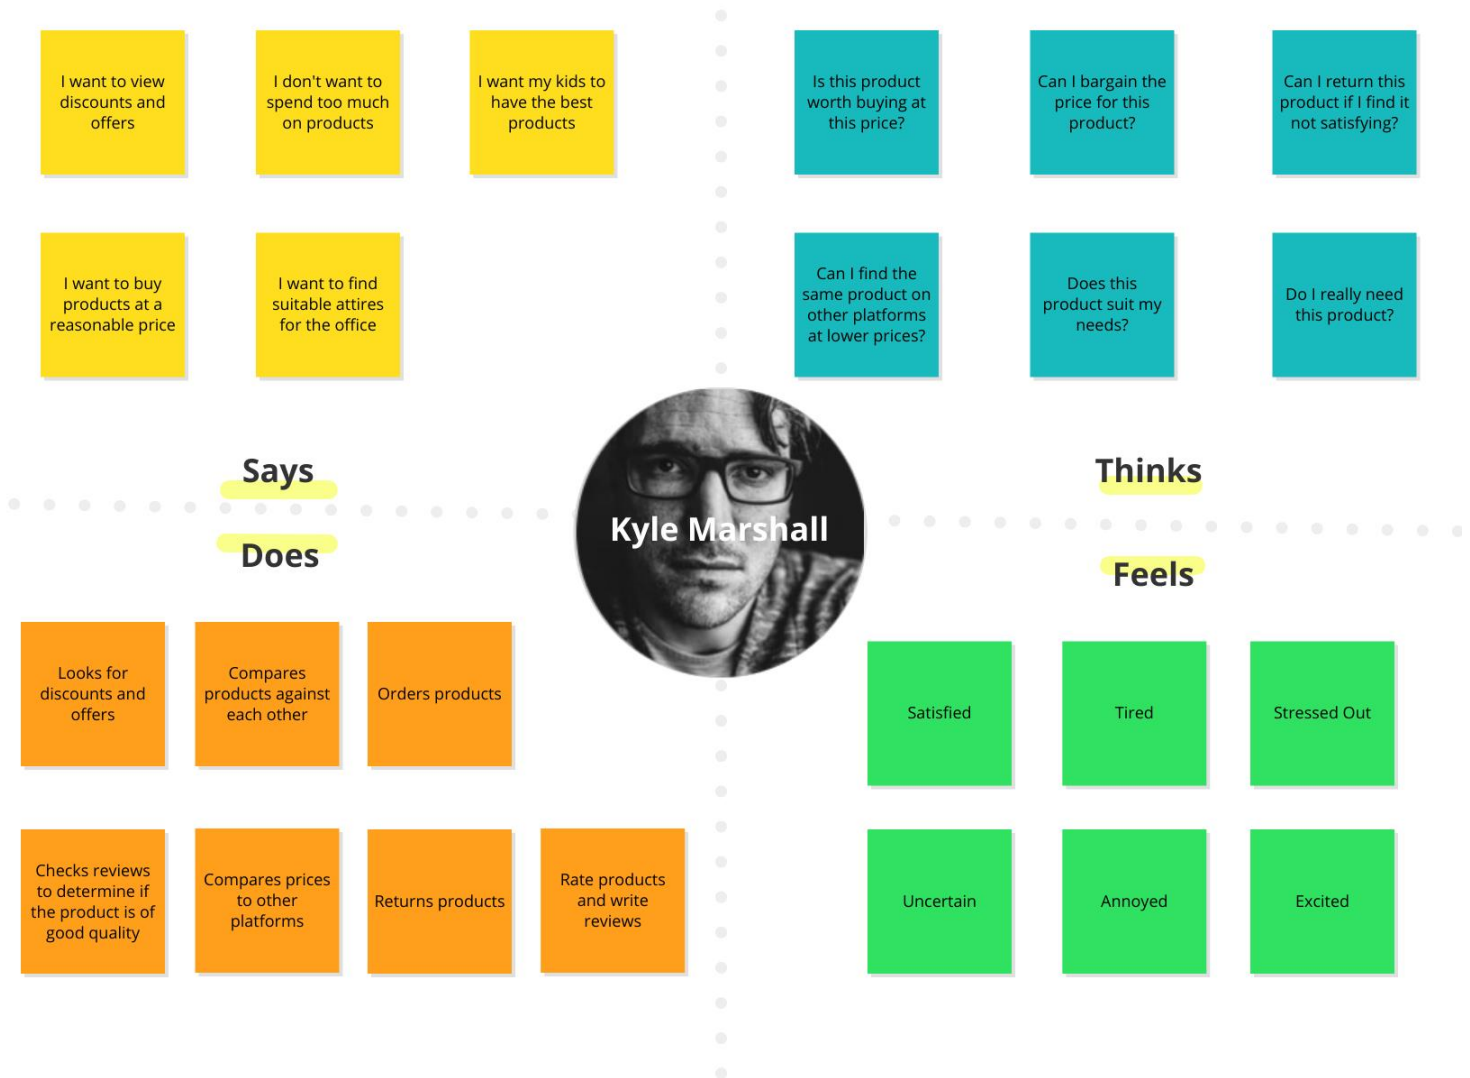 I want to view
discounts and
offers
I don't want to
spend too much
on products
I want my kids to
have the best
products
I want to buy
products at a
reasonable price
I want to find
suitable attires
for the office
Says
Is this product
worth buying at
this price?
Can I bargain the
price for this
product?
Can I return this
product if I find it
not satisfying?
Can I find the
same product on
other platforms
at lower prices?
Does this
product suit my
needs?
Do I really need
this product?
Thinks
Kyle Marshall
Does
Looks for
discounts and
offers
Compares
products against
each other
Orders products
Checks reviews
to determine if
the product is of
good quality
Compares prices
to other
platforms
Returns products
Rate products
and write
reviews
Feels
Satisfied
Tired
Stressed Out
Uncertain
Annoyed
Excited